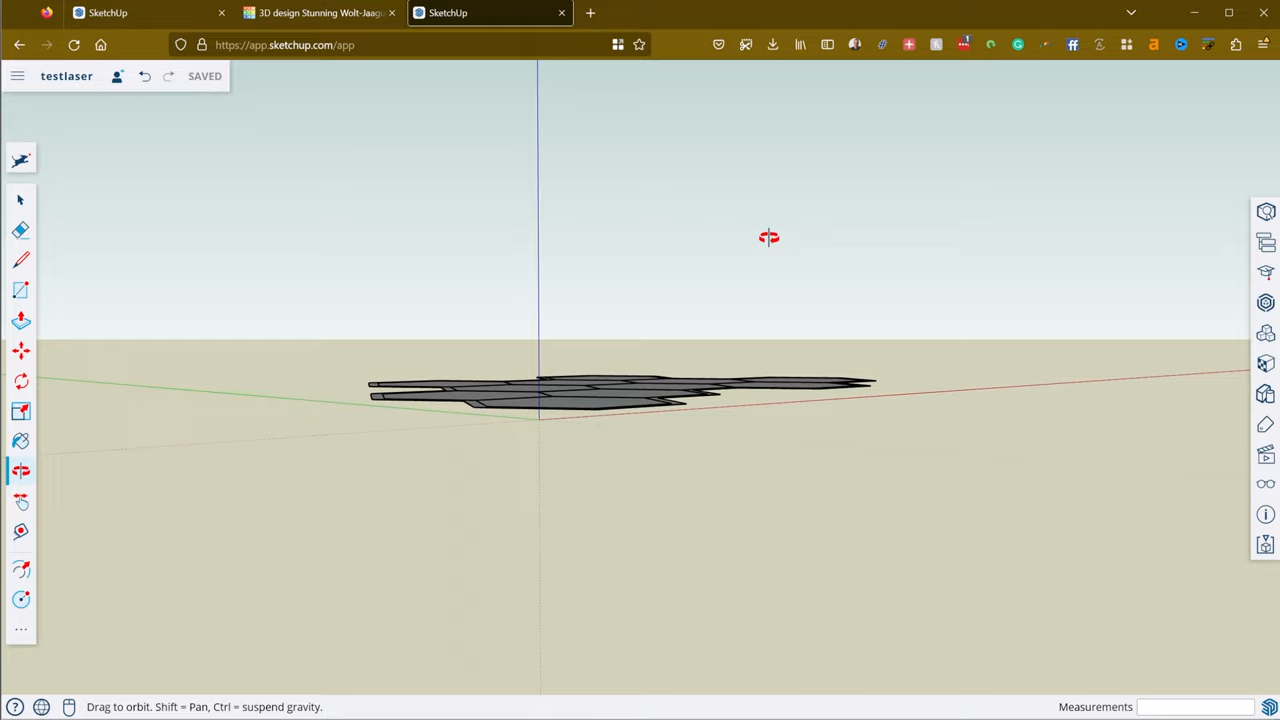 SketchUp
3D design Stunning Wolt-Jaagu
SketchUp
https://app.sketchup.com/app
testlaser
SAVED
Drag to orbit. Shift = Pan, Ctrl = suspend gravity.
Measurements